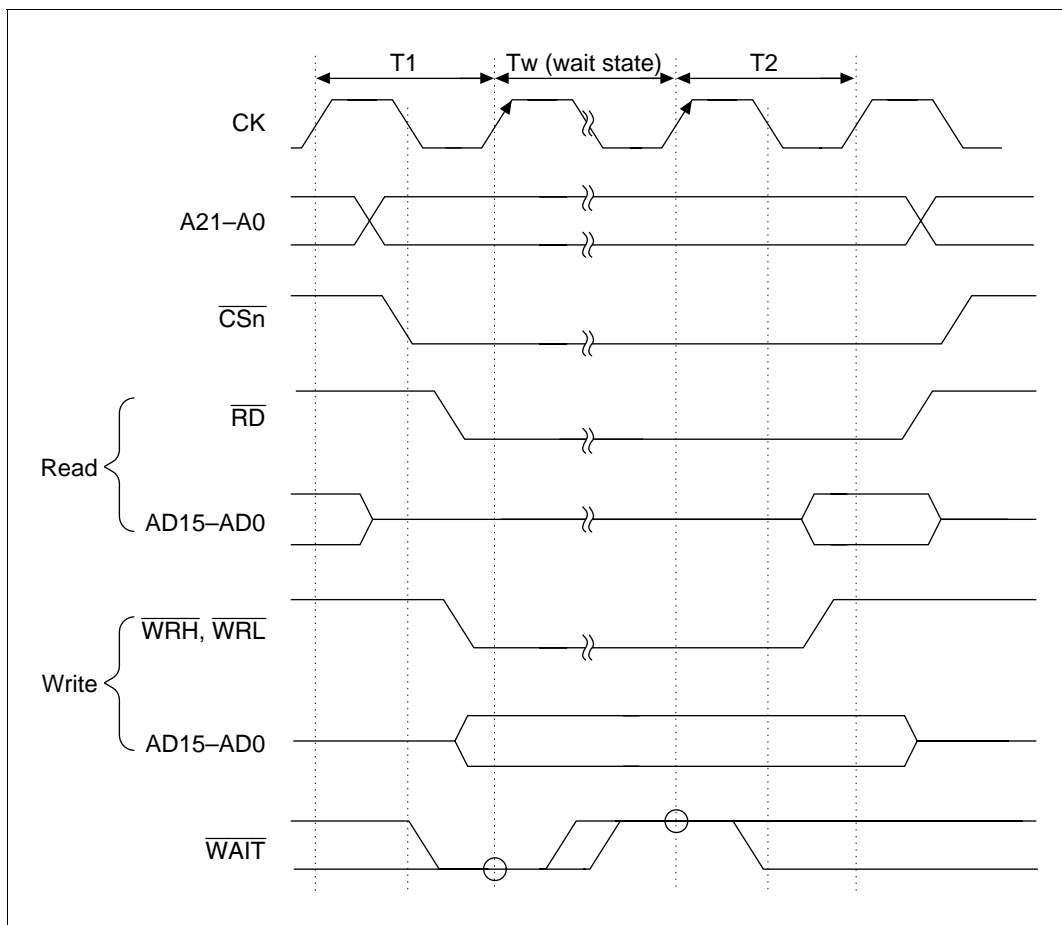 T1 Tw (wait state) T2
CK
A21–A0
CSn
RD
Read
AD15–AD0
WRH, WRL
Write
AD15–AD0
WAIT